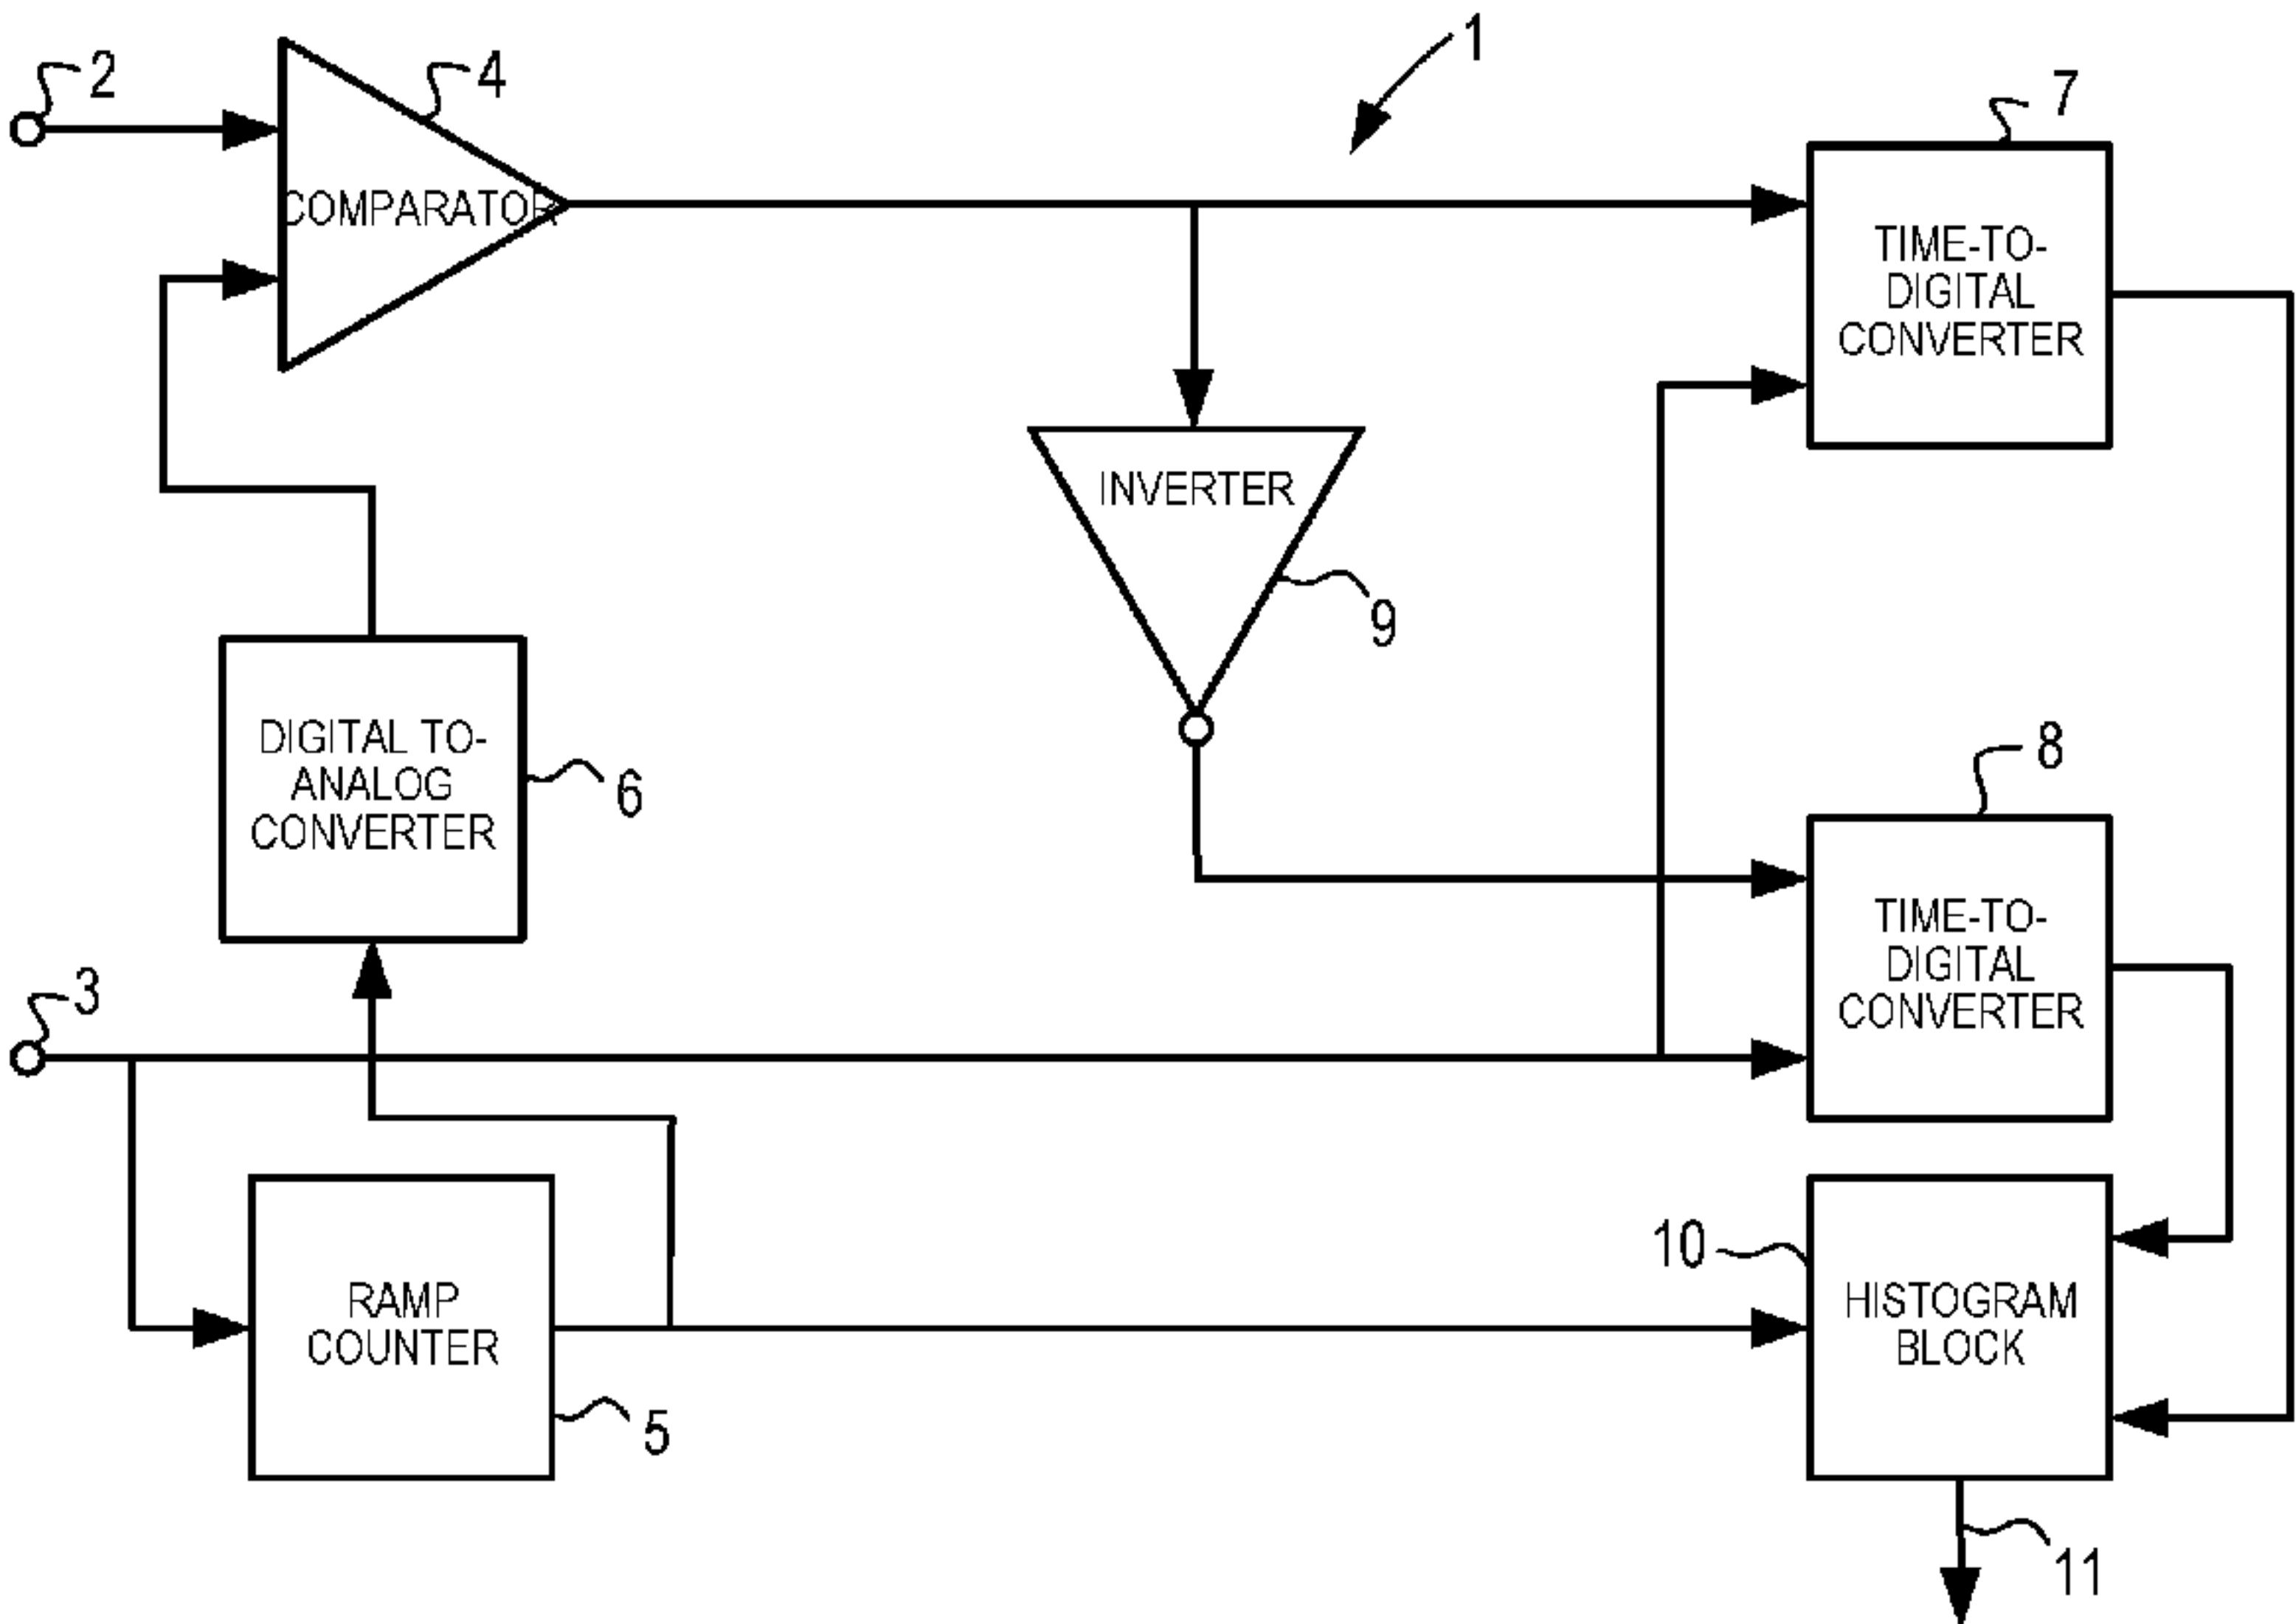 1
2
4
7
COMPARATOR
TIME-TO-
DIGITAL
CONVERTER
INVERTER
9
DIGITAL TO-
ANALOG
CONVERTER
6
8
TIME-TO-
DIGITAL
CONVERTER
3
10
RAMP
COUNTER
HISTOGRAM
BLOCK
5
11